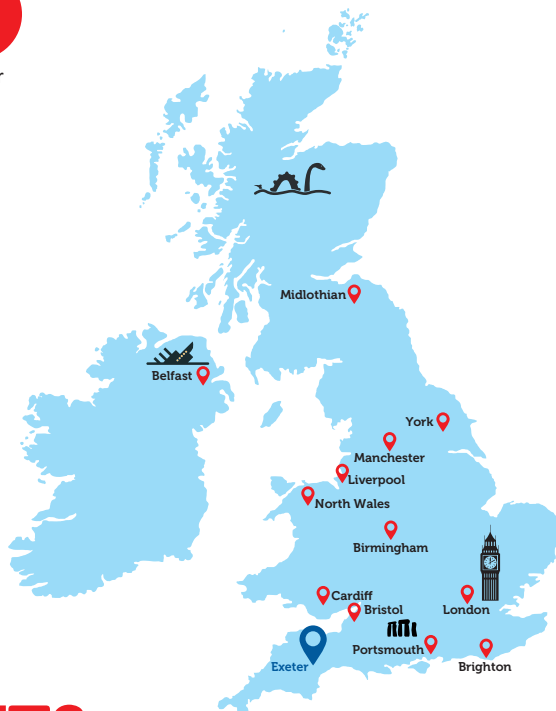 r
Midlothian
Belfast
York
Manchester
Liverpool
North Wales
Birmingham
Cardiff
Bristol
London
Portsmouth
Exeter
Brighton